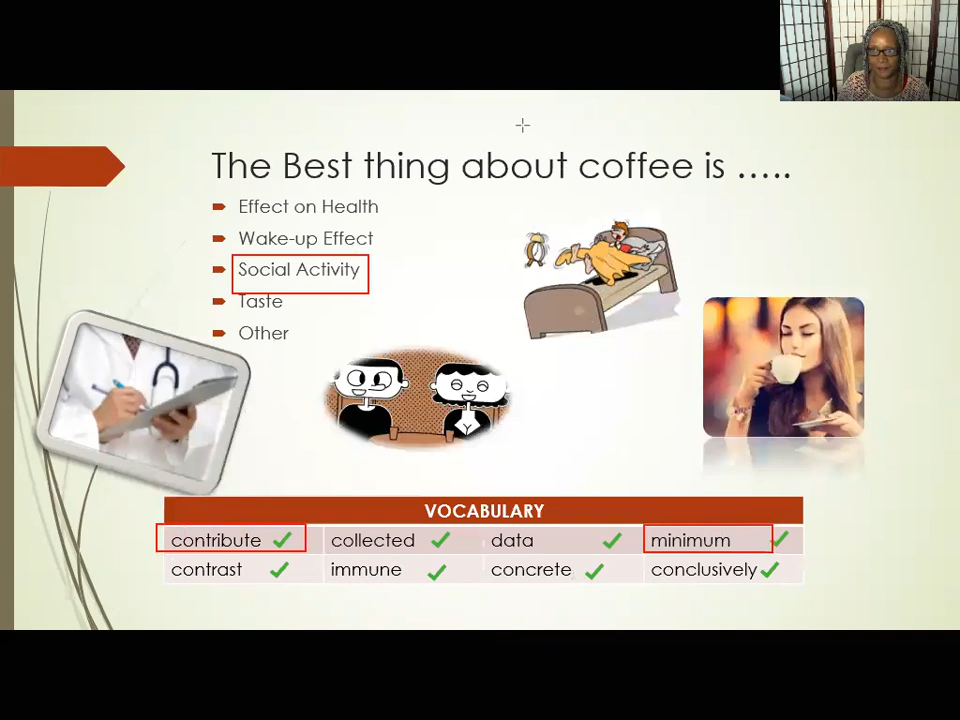 The Best thing about coffee is .....
Effect on Health
Wake-up Effect
Social Activity
Taste
Other
VOCABULARY
contribute collected data minimum
contrast immune concrete conclusively